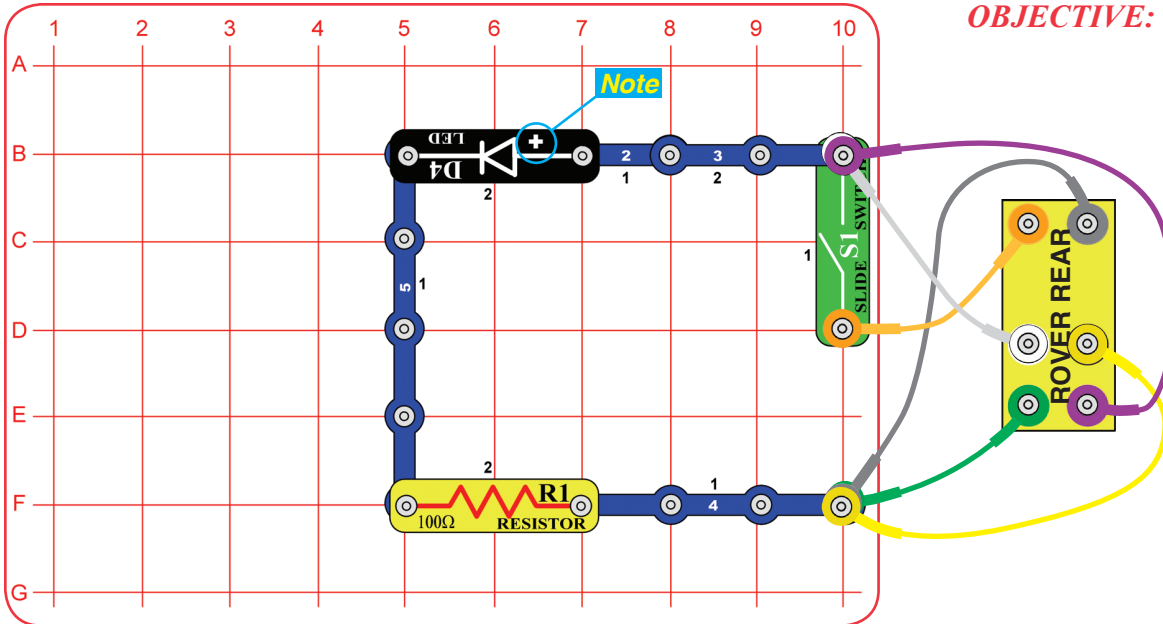 OBJECTIVE:
1 2 3 4 5 6 7 8 9 10
A
Note
B
LED
D4
+
2
2
1
3
2
C
5
1
1
S1
SLIDE SWIT
D
ROVER REAR
E
2
R1
100Ω
RESISTOR
F
1
4
G